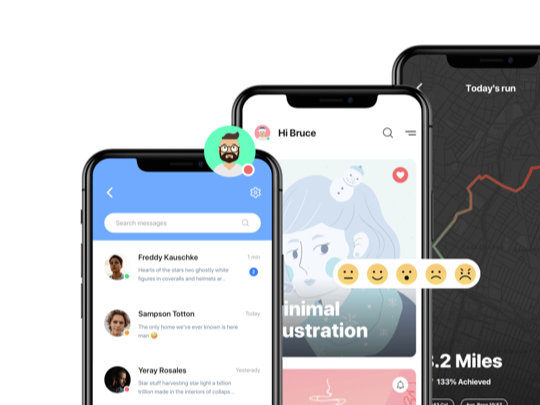 Today's run
Hi Bruce
Search messages
Freddy Kauschke
1 min
Hearts of the stars two ghostly white
figures in coveralls and helmets ar...
2
Sampson Totton
Today
The only home we've ever known is here
man
Yeray Rosales
Yesterday
Star stuff harvesting star light a billion
trillion made in the interiors of collaps...
inimal
ustration
.2 Miles
133% Achieved